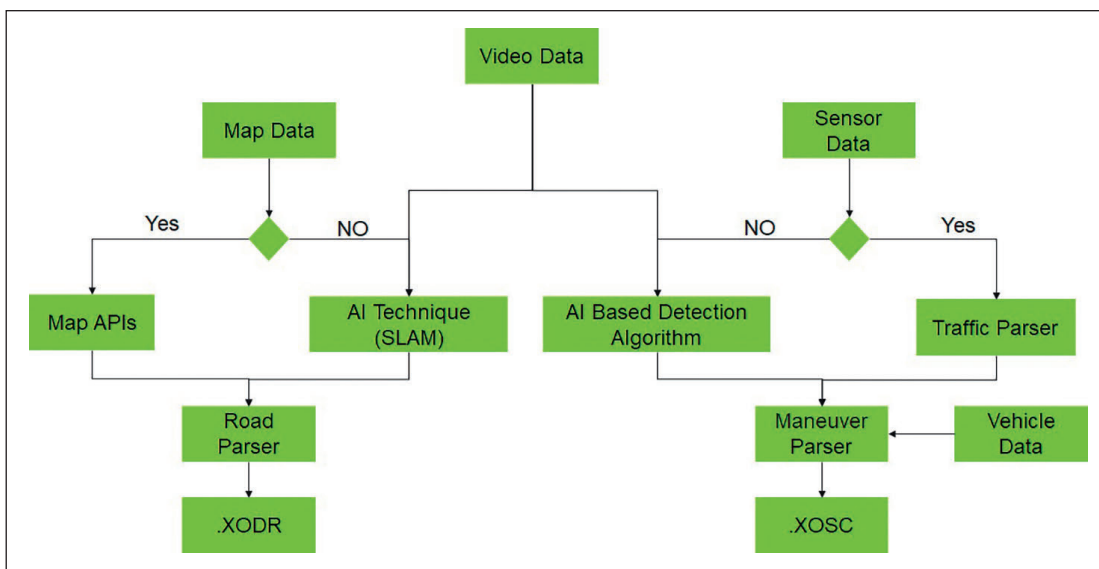 Video Data
Map Data
Sensor
Data
Yes
NO
NO
Yes
Map APIs
AI Technique
(SLAM)
AI Based Detection
Algorithm
Traffic Parser
Road
Parser
Maneuver
Parser
Vehicle
Data
.XODR
.XOSC